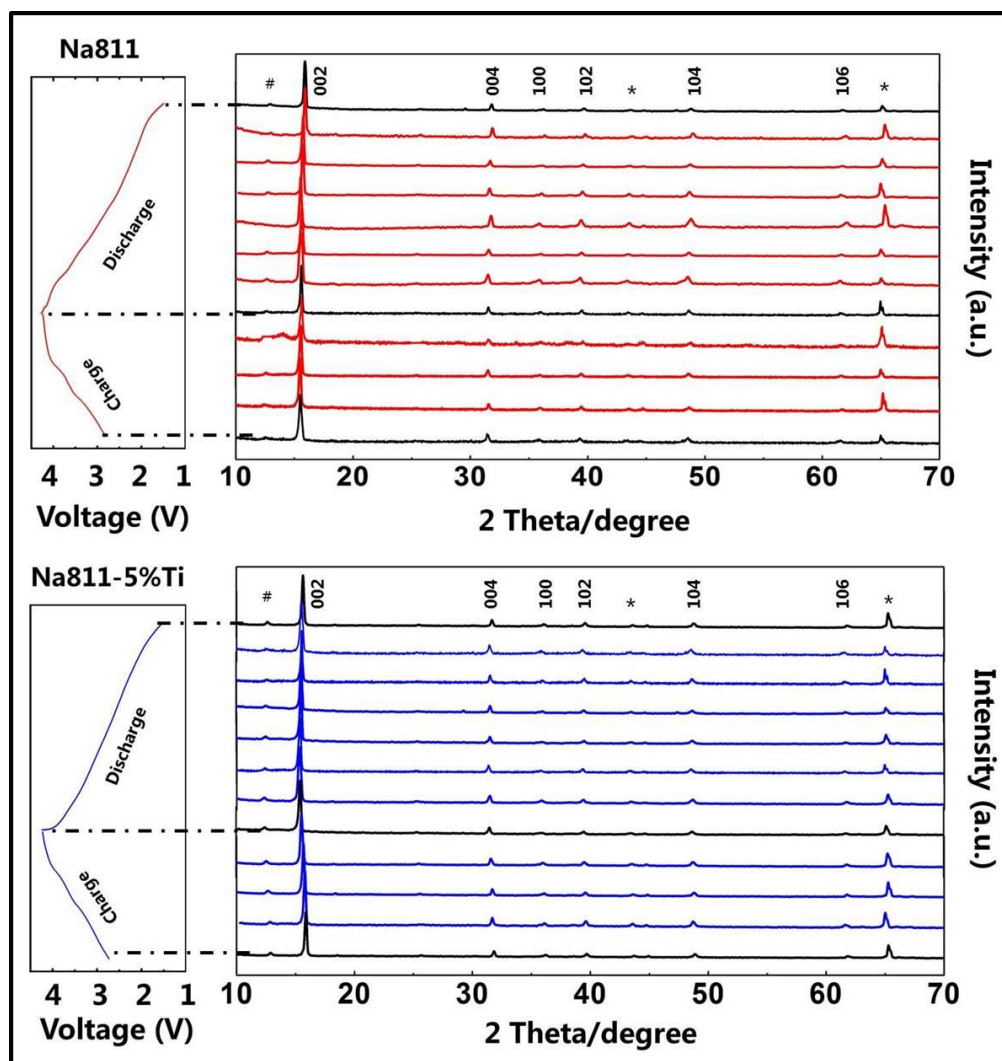 Na811
# 002 004 100 102 * 104 106 *
Discharge
Charge
Intensity (a.u.)
4 3 2 1
10 20 30 40 50 60 70
Voltage (V)
2 Theta/degree
Na811-5%Ti
# 002 004 100 102 * 104 106 *
Discharge
Charge
Intensity (a.u.)
4 3 2 1
10 20 30 40 50 60 70
Voltage (V)
2 Theta/degree